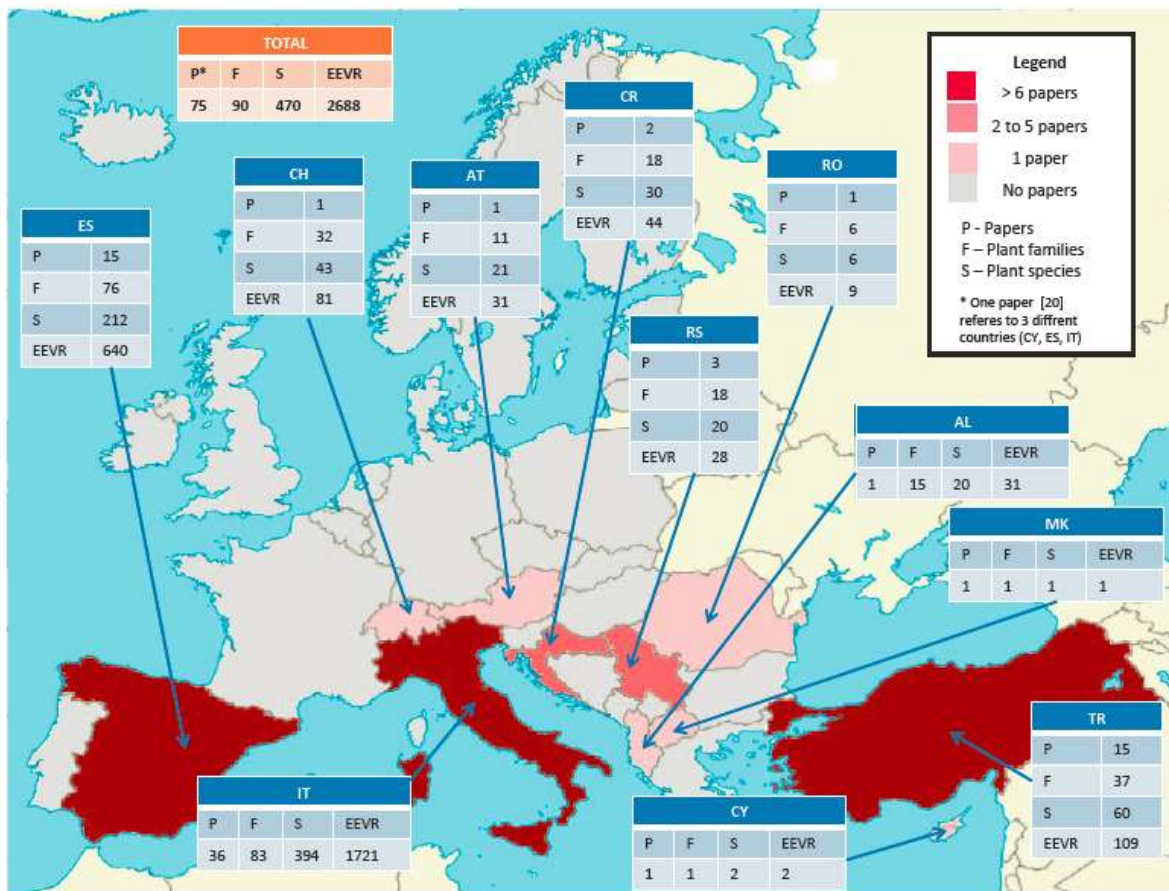 TOTAL
P* F S EEVR
75 90 470 2688
Legend
> 6 papers
2 to 5 papers
1 paper
No papers
P - Papers
F – Plant families
S – Plant species
* One paper [20]
referes to 3 diffrent
countries (CY, ES, IT)
CR
P 2
F 18
S 30
EEVR 44
CH
P 1
F 32
S 43
EEVR 81
AT
P 1
F 11
S 21
EEVR 31
RO
P 1
F 6
S 6
EEVR 9
ES
P 15
F 76
S 212
EEVR 640
RS
P 3
F 18
S 20
EEVR 28
AL
P F S EEVR
1 15 20 31
MK
P F S EEVR
1 1 1 1
TR
P 15
F 37
S 60
EEVR 109
IT
P F S EEVR
36 83 394 1721
CY
P F S EEVR
1 1 2 2